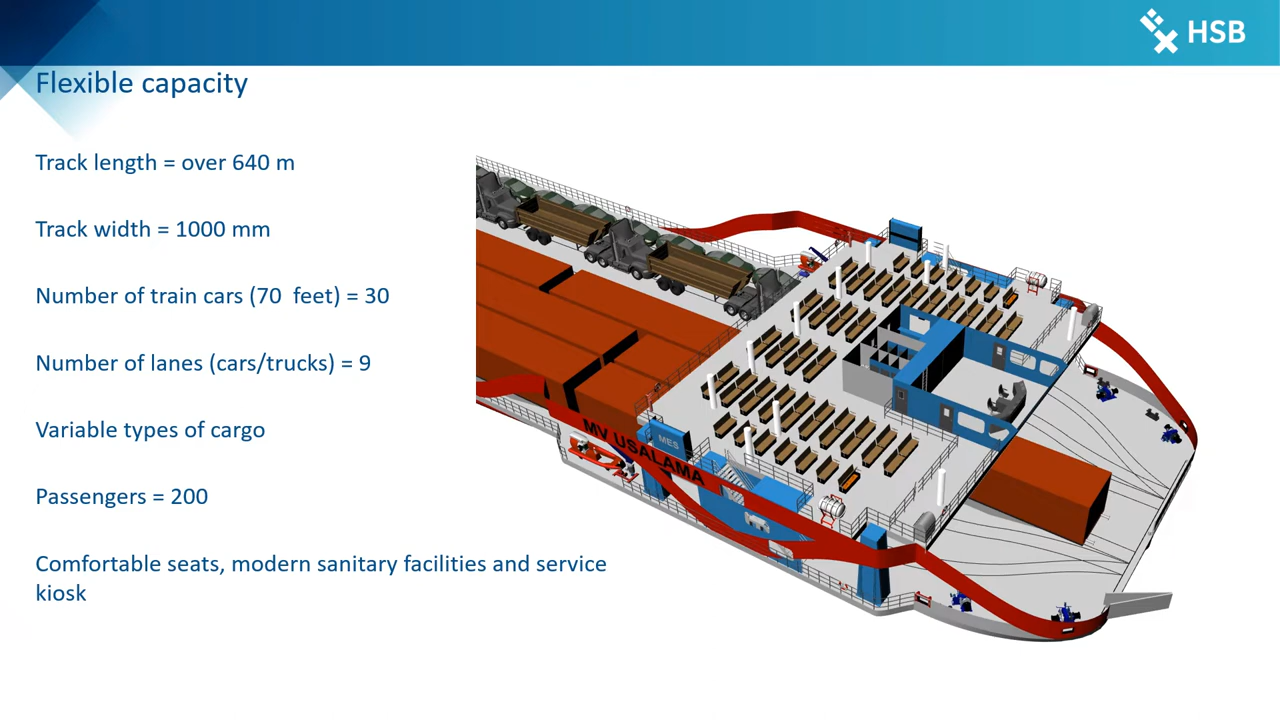 HSB
Flexible capacity
Track length = over 640 m
Track width = 1000 mm
Number of train cars (70  feet) = 30
Number of lanes (cars/trucks) = 9
Variable types of cargo
Passengers = 200
Comfortable seats, modern sanitary facilities and service
kiosk
MV USALAMA
MES